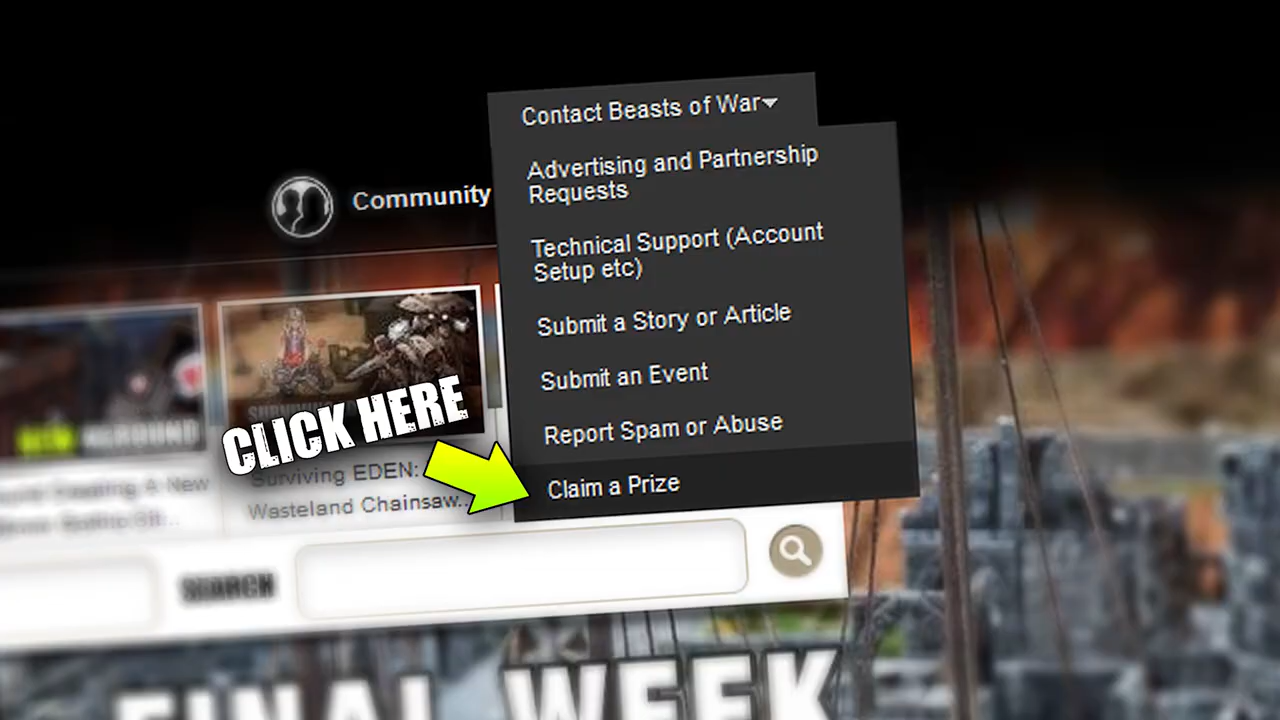 Contact Beasts of War
Advertising and Partnership
Requests
Community
Technical Support (Account
Setup etc)
Submit a Story or Article
Submit an Event
CLICK HERE
Report Spam or Abuse
Surviving EDEN:
Wasteland Chainsaw..
Claim a Prize
SEARCH
FINAL WEEK